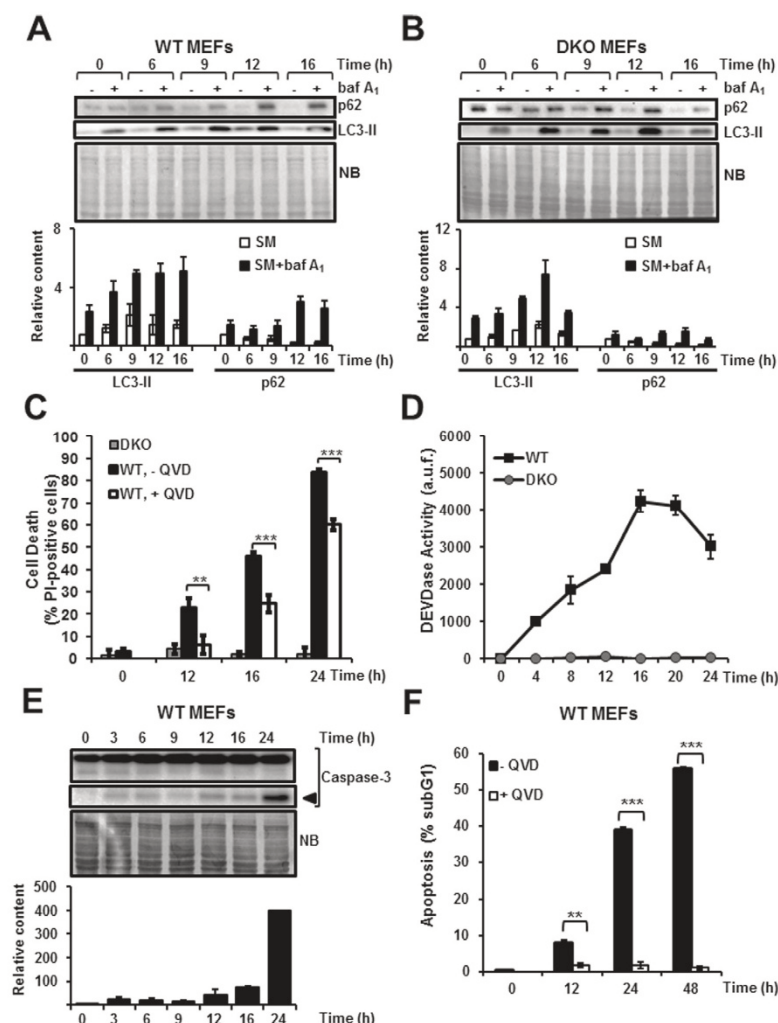 A
WT MEFs
0 6 9 12 16 Time (h)
- + - + - + - + - + baf A1
p62
LC3-II
NB
8
4
0
Relative content
SM
SM+baf A1
0 6 9 12 16 0 6 9 12 16 Time (h)
LC3-II p62
B
DKO MEFs
0 6 9 12 16 Time (h)
- + - + - + - + - + baf A1
p62
LC3-II
NB
12
8
4
0
Relative content
SM
SM+baf A1
0 6 9 12 16 0 6 9 12 16 Time (h)
LC3-II p62
C
100
90
80
70
60
50
40
30
20
10
0
Cell Death
(% PI-positive cells)
DKO
WT, - QVD
WT, + QVD
**
***
***
0 12 16 24 Time (h)
D
6000
5000
4000
3000
2000
1000
0
DEVDase Activity (a.u.f.)
WT
DKO
0 4 8 12 16 20 24 Time (h)
E
WT MEFs
0 3 6 9 12 16 24 Time (h)
Caspase-3
NB
500
400
300
200
100
Relative content
0 3 6 9 12 16 24 Time (h)
F
WT MEFs
60
50
40
30
20
10
0
Apoptosis (% subG1)
- QVD
+ QVD
**
***
***
0 12 24 48 Time (h)